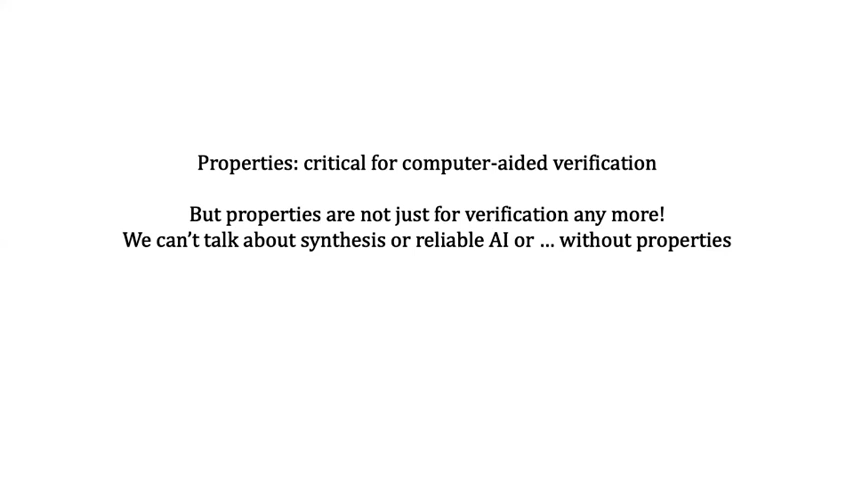 Properties: critical for computer-aided verification
But properties are not just for verification any more!
We can’t talk about synthesis or reliable AI or … without properties